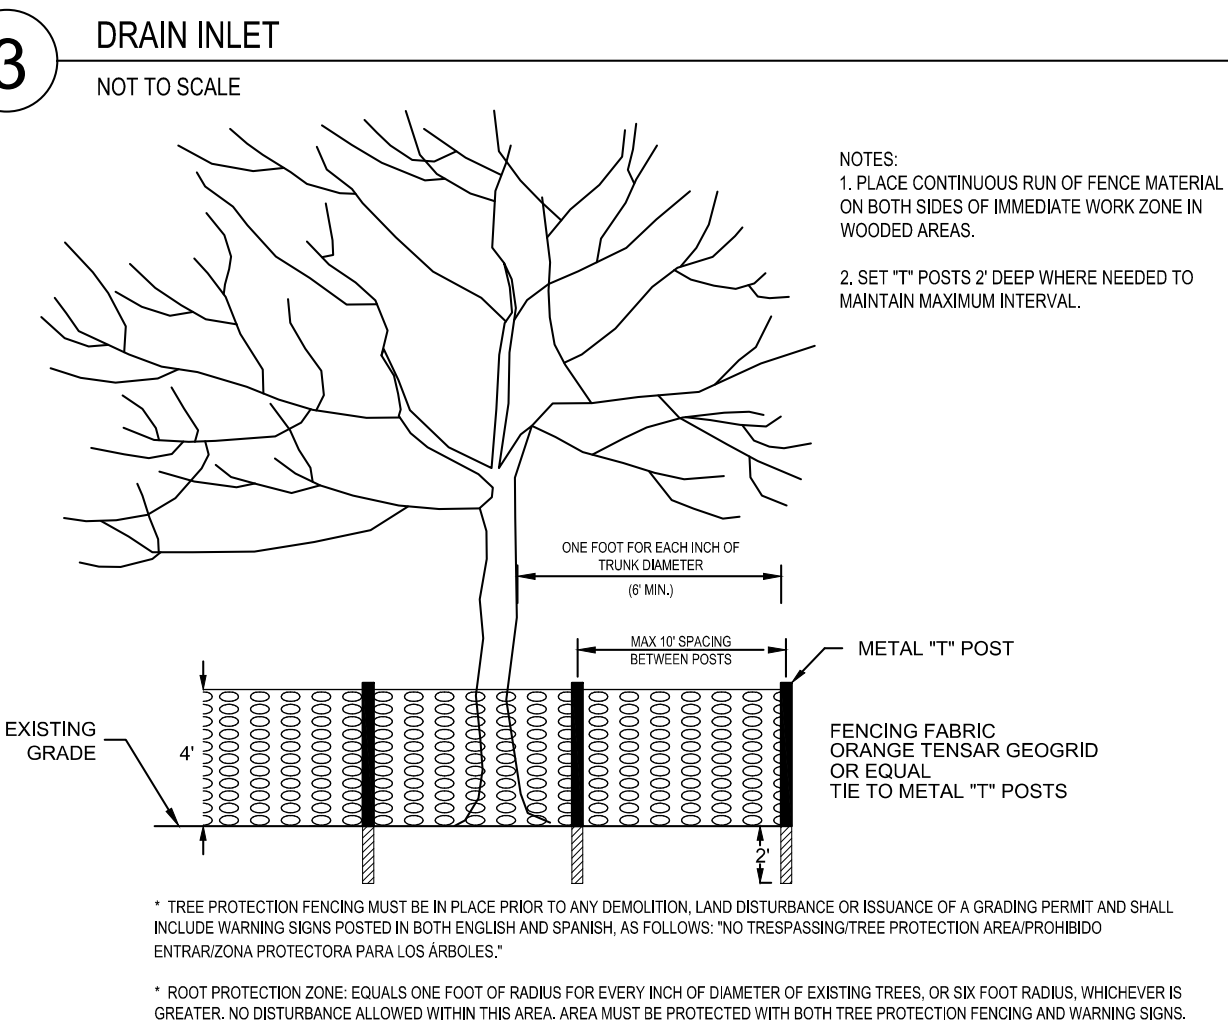 3
DRAIN INLET
NOT TO SCALE
NOTES:
1. PLACE CONTINUOUS RUN OF FENCE MATERIAL
ON BOTH SIDES OF IMMEDIATE WORK ZONE IN
WOODED AREAS.
2. SET "T" POSTS 2' DEEP WHERE NEEDED TO
MAINTAIN MAXIMUM INTERVAL.
ONE FOOT FOR EACH INCH OF
TRUNK DIAMETER
(6' MIN.)
MAX 10' SPACING
BETWEEN POSTS
METAL "T" POST
EXISTING
GRADE
4'
FENCING FABRIC
ORANGE TENSAR GEOGRID
OR EQUAL
TIE TO METAL "T" POSTS
2'
* TREE PROTECTION FENCING MUST BE IN PLACE PRIOR TO ANY DEMOLITION, LAND DISTURBANCE OR ISSUANCE OF A GRADING PERMIT AND SHALL
INCLUDE WARNING SIGNS POSTED IN BOTH ENGLISH AND SPANISH, AS FOLLOWS: "NO TRESPASSING/TREE PROTECTION AREA/PROHIBIDO
ENTRAR/ZONA PROTECTORA PARA LOS ÁRBOLES."
* ROOT PROTECTION ZONE: EQUALS ONE FOOT OF RADIUS FOR EVERY INCH OF DIAMETER OF EXISTING TREES, OR SIX FOOT RADIUS, WHICHEVER IS
GREATER. NO DISTURBANCE ALLOWED WITHIN THIS AREA. AREA MUST BE PROTECTED WITH BOTH TREE PROTECTION FENCING AND WARNING SIGNS.